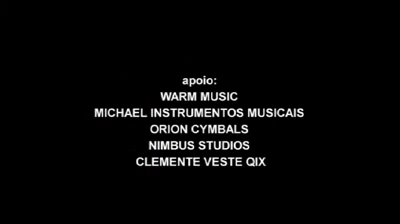 apoio:
WARM MUSIC
MICHAEL INSTRUMENTOS MUSICAIS
ORION CYMBALS
NIMBUS STUDIOS
CLEMENTE VESTE QIX